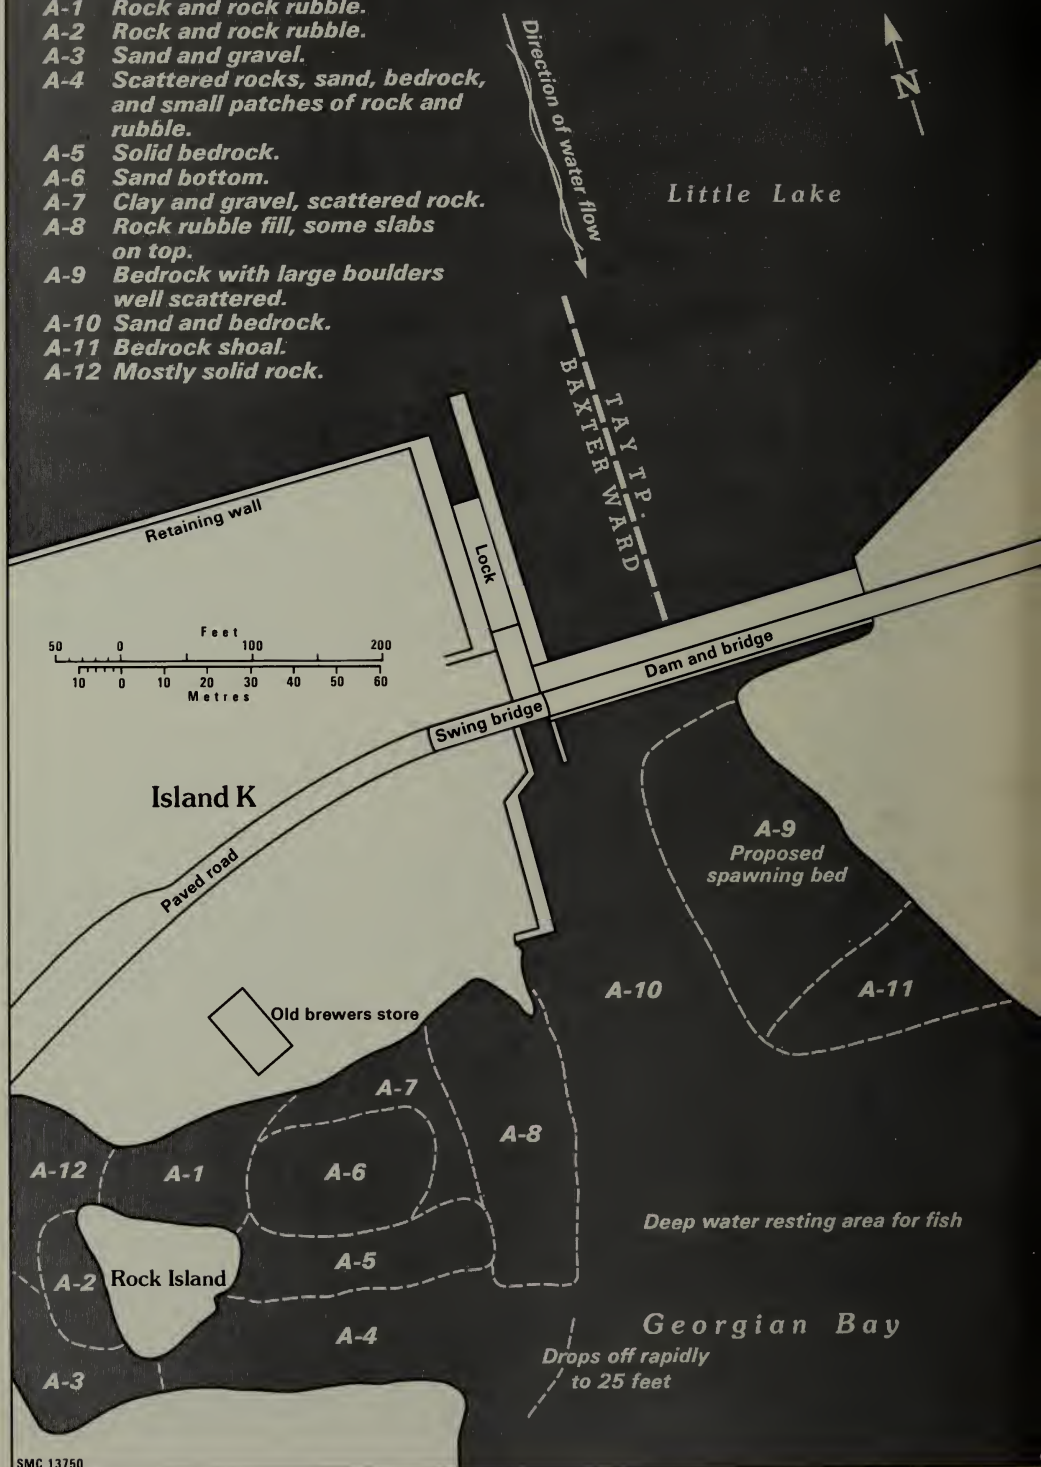 A-1 Rock and rock rubble.
A-2 Rock and rock rubble.
A-3 Sand and gravel.
A-4 Scattered rocks, sand, bedrock,
and small patches of rock and
rubble.
A-5 Solid bedrock.
A-6 Sand bottom.
A-7 Clay and gravel, scattered rock.
A-8 Rock rubble fill, some slabs
on top.
A-9 Bedrock with large boulders
well scattered.
A-10 Sand and bedrock.
A-11 Bedrock shoal.
A-12 Mostly solid rock.
Direction of water flow
N
Little Lake
TAY TP.
BAXTER WARD
Retaining wall
Lock
Feet
50 0 100 200
10 0 10 20 30 40 50 60
Metres
Dam and bridge
Swing bridge
Island K
Paved road
A-9
Proposed
spawning bed
A-10
A-11
Old brewers store
A-7
A-8
A-12
A-1
A-6
Deep water resting area for fish
A-5
A-2
Rock Island
Georgian Bay
A-4
Drops off rapidly
to 25 feet
A-3
SMC 13750